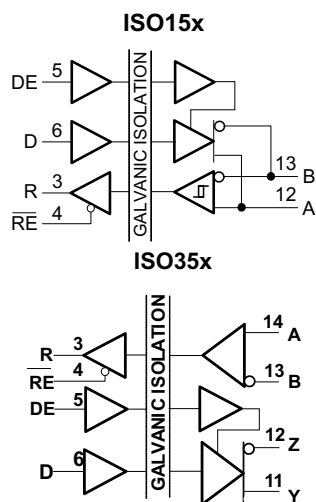 ISO15x
DE 5
D 6
R 3
RE 4
GALVANIC ISOLATION
13 B
12 A
ISO35x
R 3
RE 4
DE 5
D 6
GALVANIC ISOLATION
14 A
13 B
12 Z
11 Y